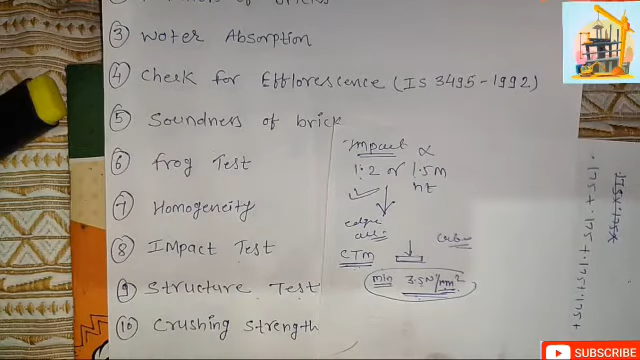 ③ Woter Absorption
④ Check for Efflorescence (IS 3495-1992)
⑤ Soundness of brick
⑥ frog Test
⑦ Homogeneity
⑧ Impact Test
⑨ Structure Test
⑩ Crushing Strength
Impact α
1.2 or 1.5m
ht
CTM
min 3.5N/mm²
SUBSCRIBE